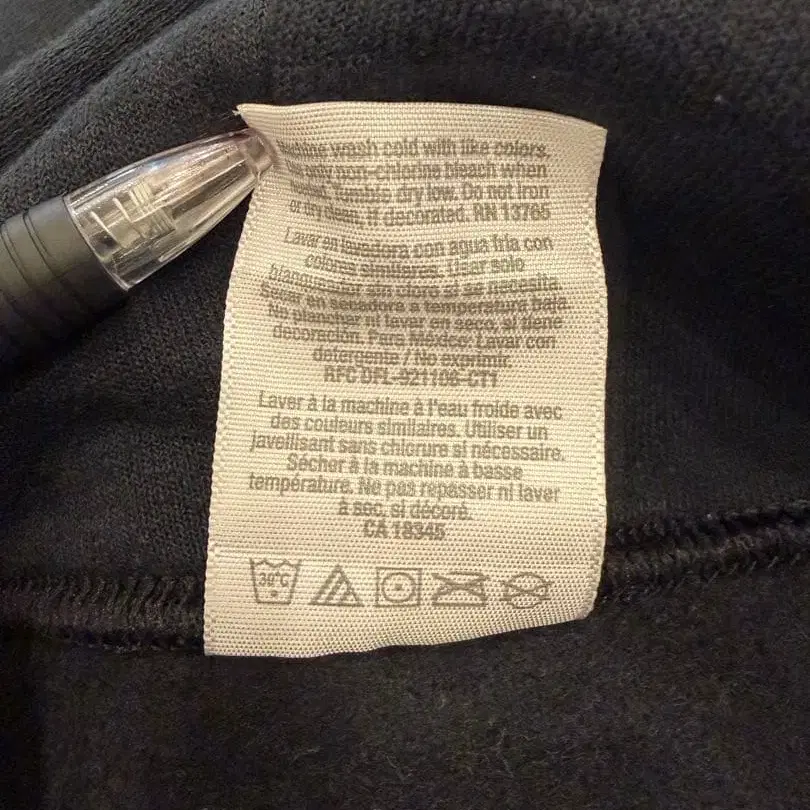 wash cold with like colors.
only non-chlorine bleach when
tumble dry low. Do not iron
or dry clean, if decorated. RN 13765
Lavar en lavadora con agua fría con
colores similares. Usar solo
blanqueador sin cloro si se necesita.
Secar en secadora a temperatura baja.
No planchar ni lavar en seco, si tiene
decoración. Para México: Lavar con
detergente / No exprimir.
RFC DFL-921106-CT1
Laver à la machine à l'eau froide avec
des couleurs similaires. Utiliser un
javellisant sans chlorure si nécessaire.
Sécher à la machine à basse
température. Ne pas repasser ni laver
à sec, si décoré.
CA 18345
30°C